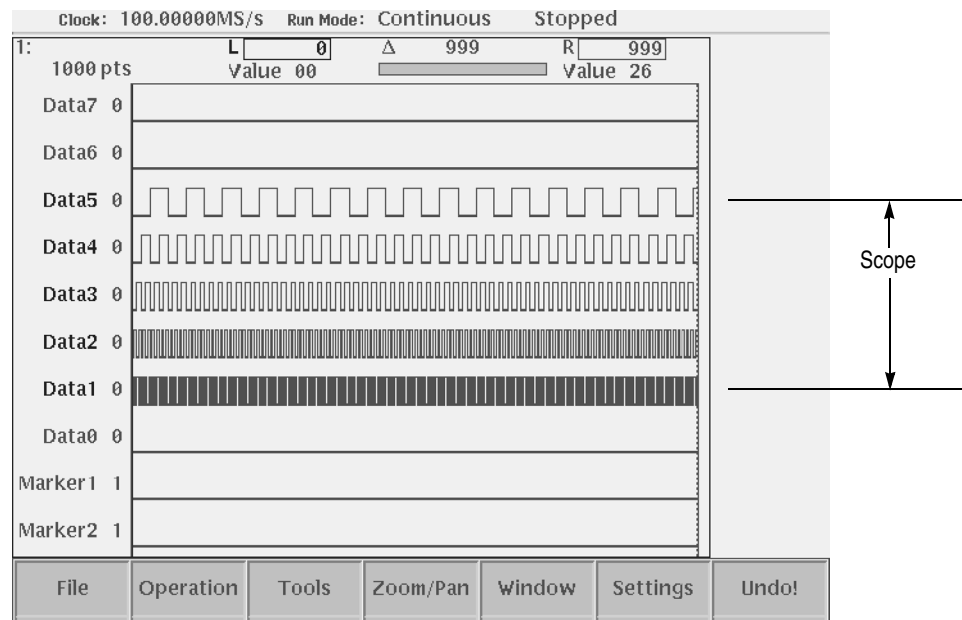 Clock: 100.00000MS/s Run Mode: Continuous Stopped
1: L 0 Δ 999 R 999
1000 pts Value 00 Value 26
Data7 0
Data6 0
Data5 0
Data4 0
Scope
Data3 0
Data2 0
Data1 0
Data0 0
Marker1 1
Marker2 1
File Operation Tools Zoom/Pan Window Settings Undo!